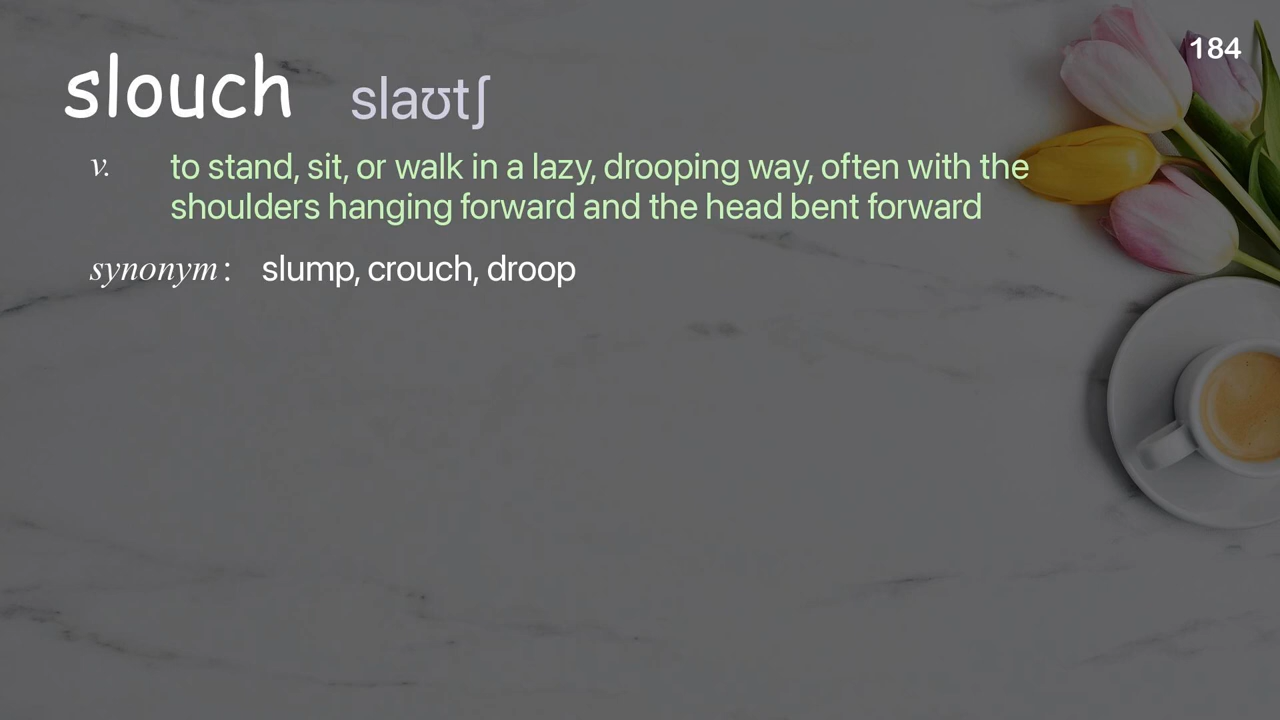 184
slouch slaʊtʃ
v. to stand, sit, or walk in a lazy, drooping way, often with the
shoulders hanging forward and the head bent forward
synonym: slump, crouch, droop